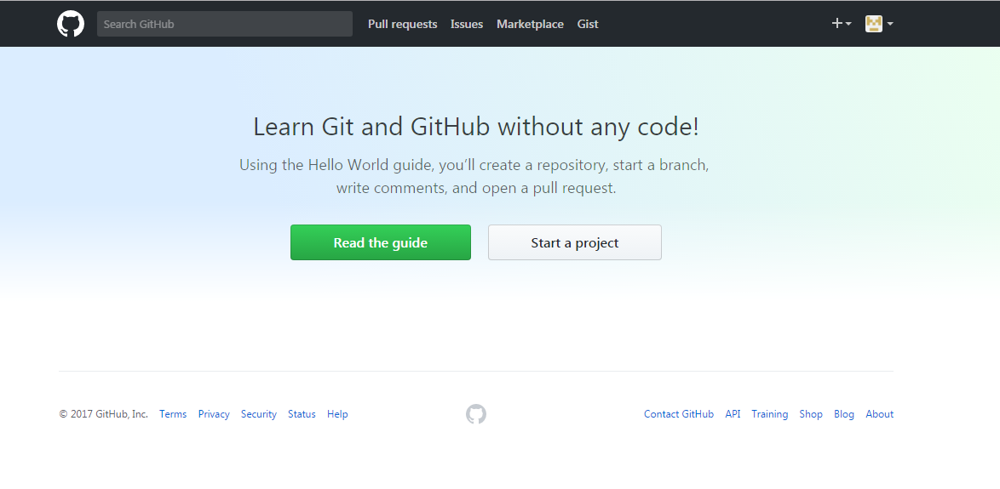 Search GitHub Pull requests Issues Marketplace Gist
Learn Git and GitHub without any code!
Using the Hello World guide, you’ll create a repository, start a branch,
write comments, and open a pull request.
Read the guide Start a project
© 2017 GitHub, Inc. Terms Privacy Security Status Help Contact GitHub API Training Shop Blog About